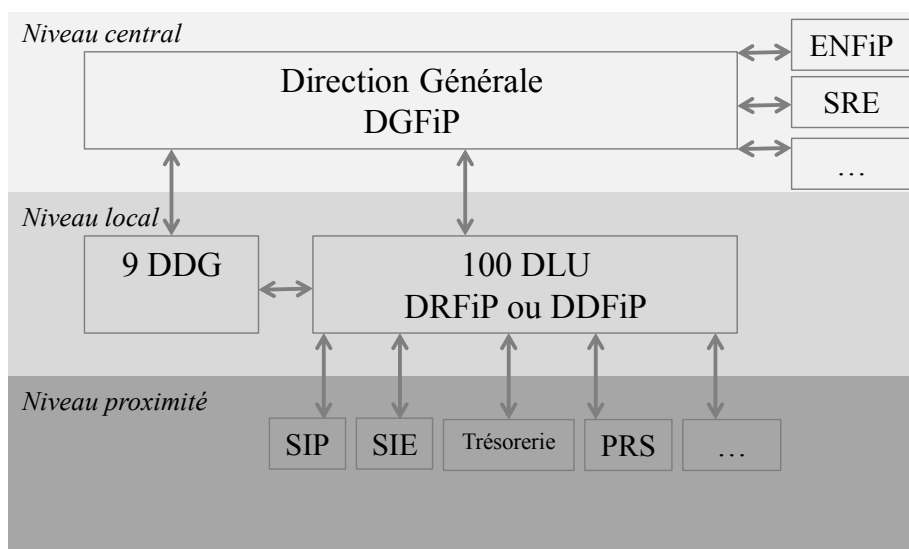 Niveau central
Direction Générale
DGFiP
ENFiP
SRE
…
Niveau local
9 DDG
100 DLU
DRFiP ou DDFiP
Niveau proximité
SIP
SIE
Trésorerie
PRS
…